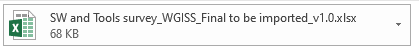 SW and Tools survey_WGISS_Final to be imported_v1.0.xlsx
68 KB